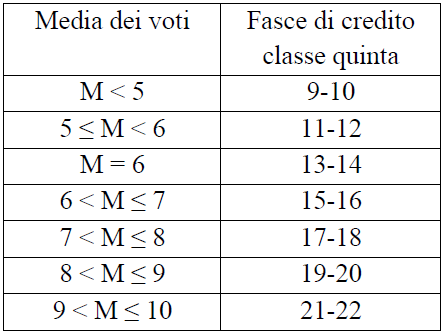 Media dei voti Fasce di credito
classe quinta
M < 5 9-10
5 ≤ M < 6 11-12
M = 6 13-14
6 < M ≤ 7 15-16
7 < M ≤ 8 17-18
8 < M ≤ 9 19-20
9 < M ≤ 10 21-22